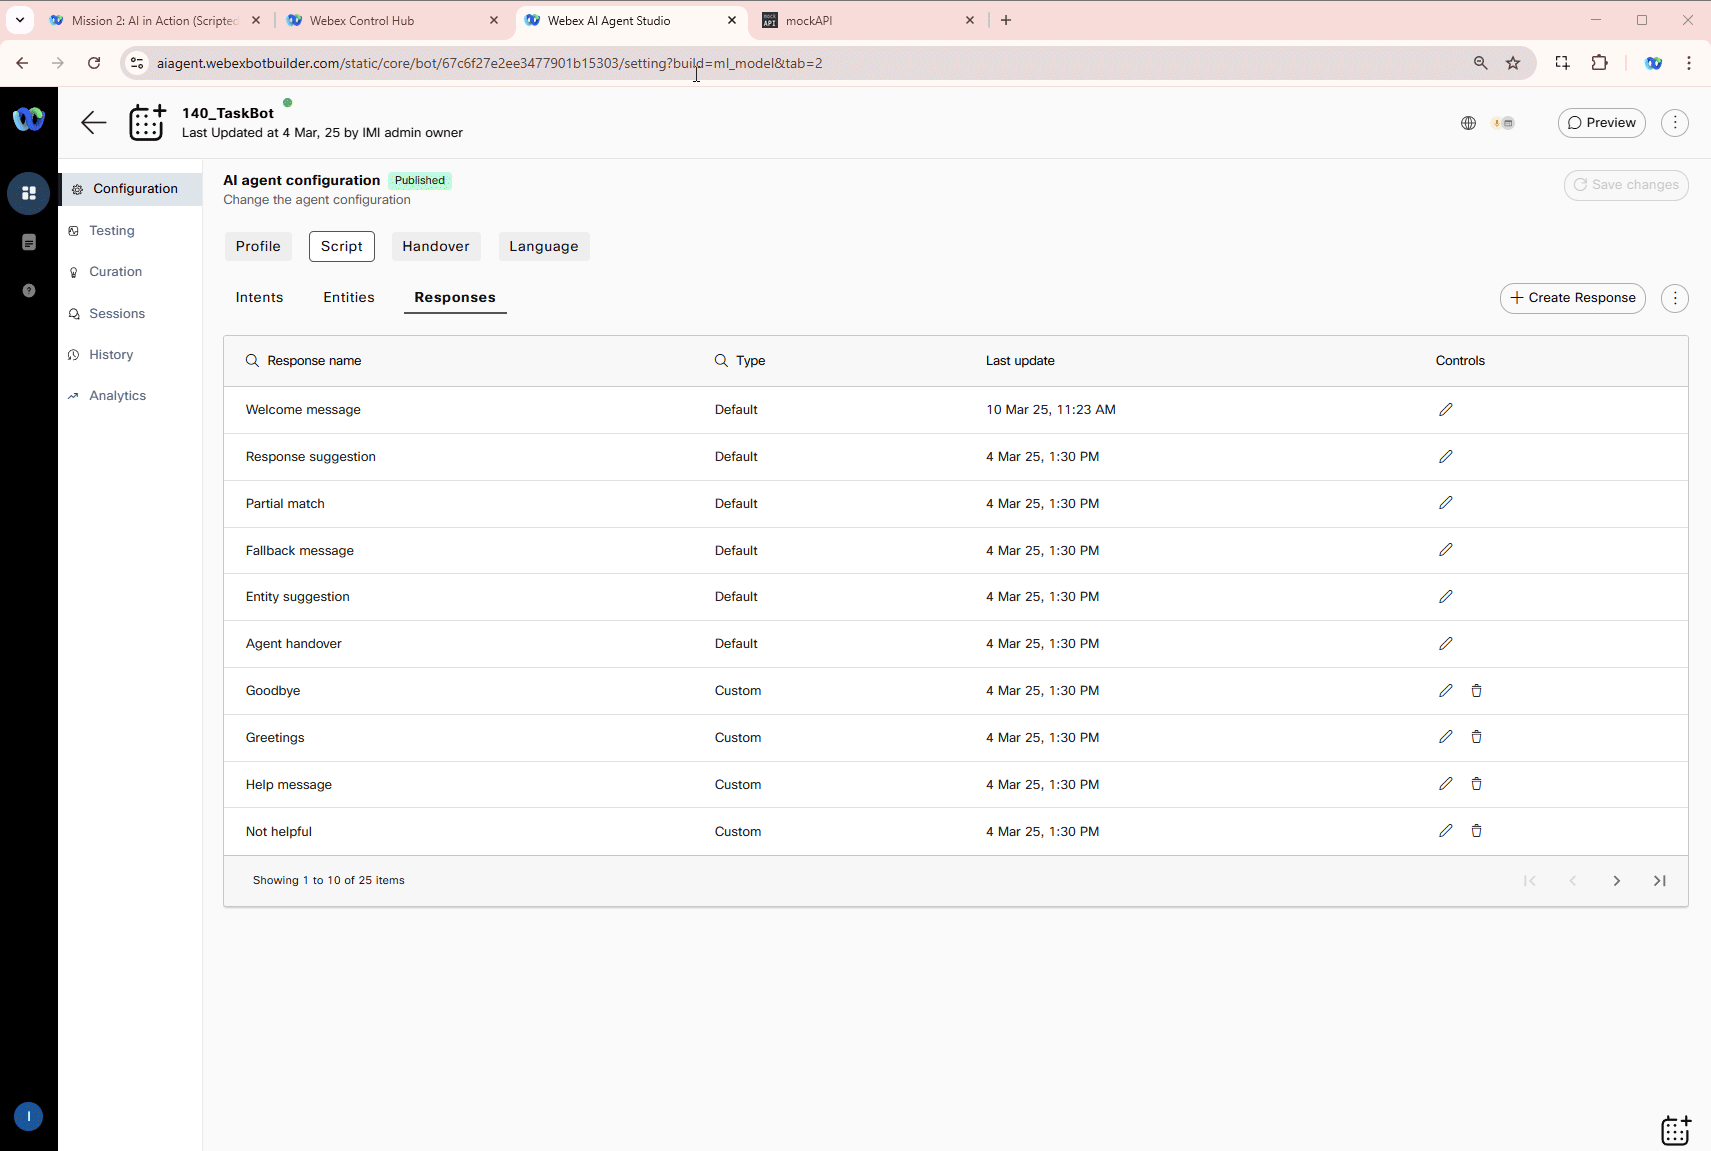 Mission 2: AI in Action (Scripted
Webex Control Hub
Webex AI Agent Studio
mockAPI
aiagent.webexbotbuilder.com/static/core/bot/67c6f27e2ee3477901b15303/setting?build=ml_model&tab=2
140_TaskBot
Last Updated at 4 Mar, 25 by IMI admin owner
Preview
Configuration
Testing
Curation
Sessions
History
Analytics
AI agent configuration Published
Change the agent configuration
Save changes
Profile Script Handover Language
Intents Entities Responses
Create Response
Response name Type Last update Controls
Welcome message Default 10 Mar 25, 11:23 AM
Response suggestion Default 4 Mar 25, 1:30 PM
Partial match Default 4 Mar 25, 1:30 PM
Fallback message Default 4 Mar 25, 1:30 PM
Entity suggestion Default 4 Mar 25, 1:30 PM
Agent handover Default 4 Mar 25, 1:30 PM
Goodbye Custom 4 Mar 25, 1:30 PM
Greetings Custom 4 Mar 25, 1:30 PM
Help message Custom 4 Mar 25, 1:30 PM
Not helpful Custom 4 Mar 25, 1:30 PM
Showing 1 to 10 of 25 items
I